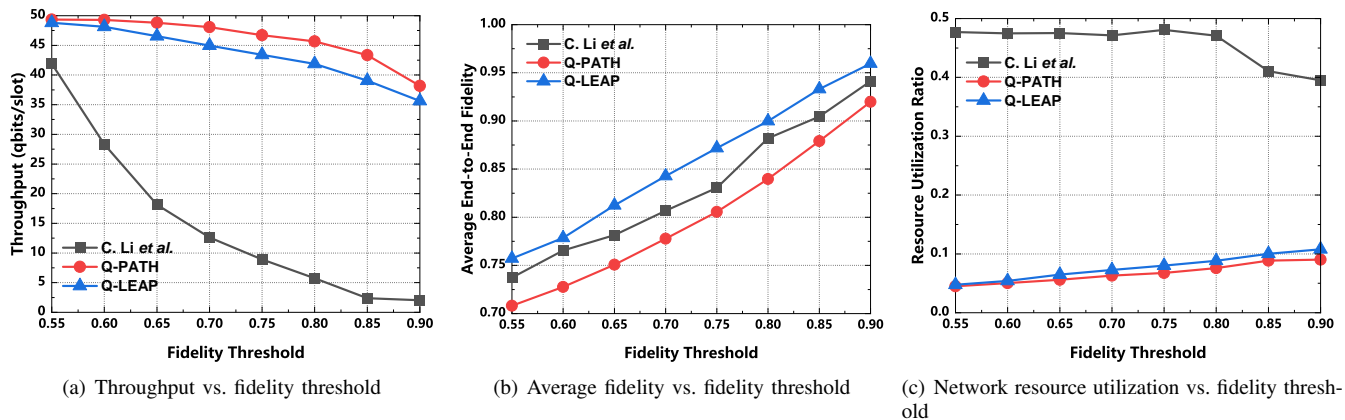 50
45
40
35
30
25
20
15
10
5
0
Throughput (qbits/slot)
C. Li et al.
Q-PATH
Q-LEAP
0.55 0.60 0.65 0.70 0.75 0.80 0.85 0.90
Fidelity Threshold
(a) Throughput vs. fidelity threshold
1.00
0.95
0.90
0.85
0.80
0.75
0.70
Average End-to-End Fidelity
C. Li et al.
Q-PATH
Q-LEAP
0.55 0.60 0.65 0.70 0.75 0.80 0.85 0.90
Fidelity Threshold
(b) Average fidelity vs. fidelity threshold
0.5
0.4
0.3
0.2
0.1
0.0
Resource Utilization Ratio
C. Li et al.
Q-PATH
Q-LEAP
0.55 0.60 0.65 0.70 0.75 0.80 0.85 0.90
Fidelity Threshold
(c) Network resource utilization vs. fidelity thresh-
old